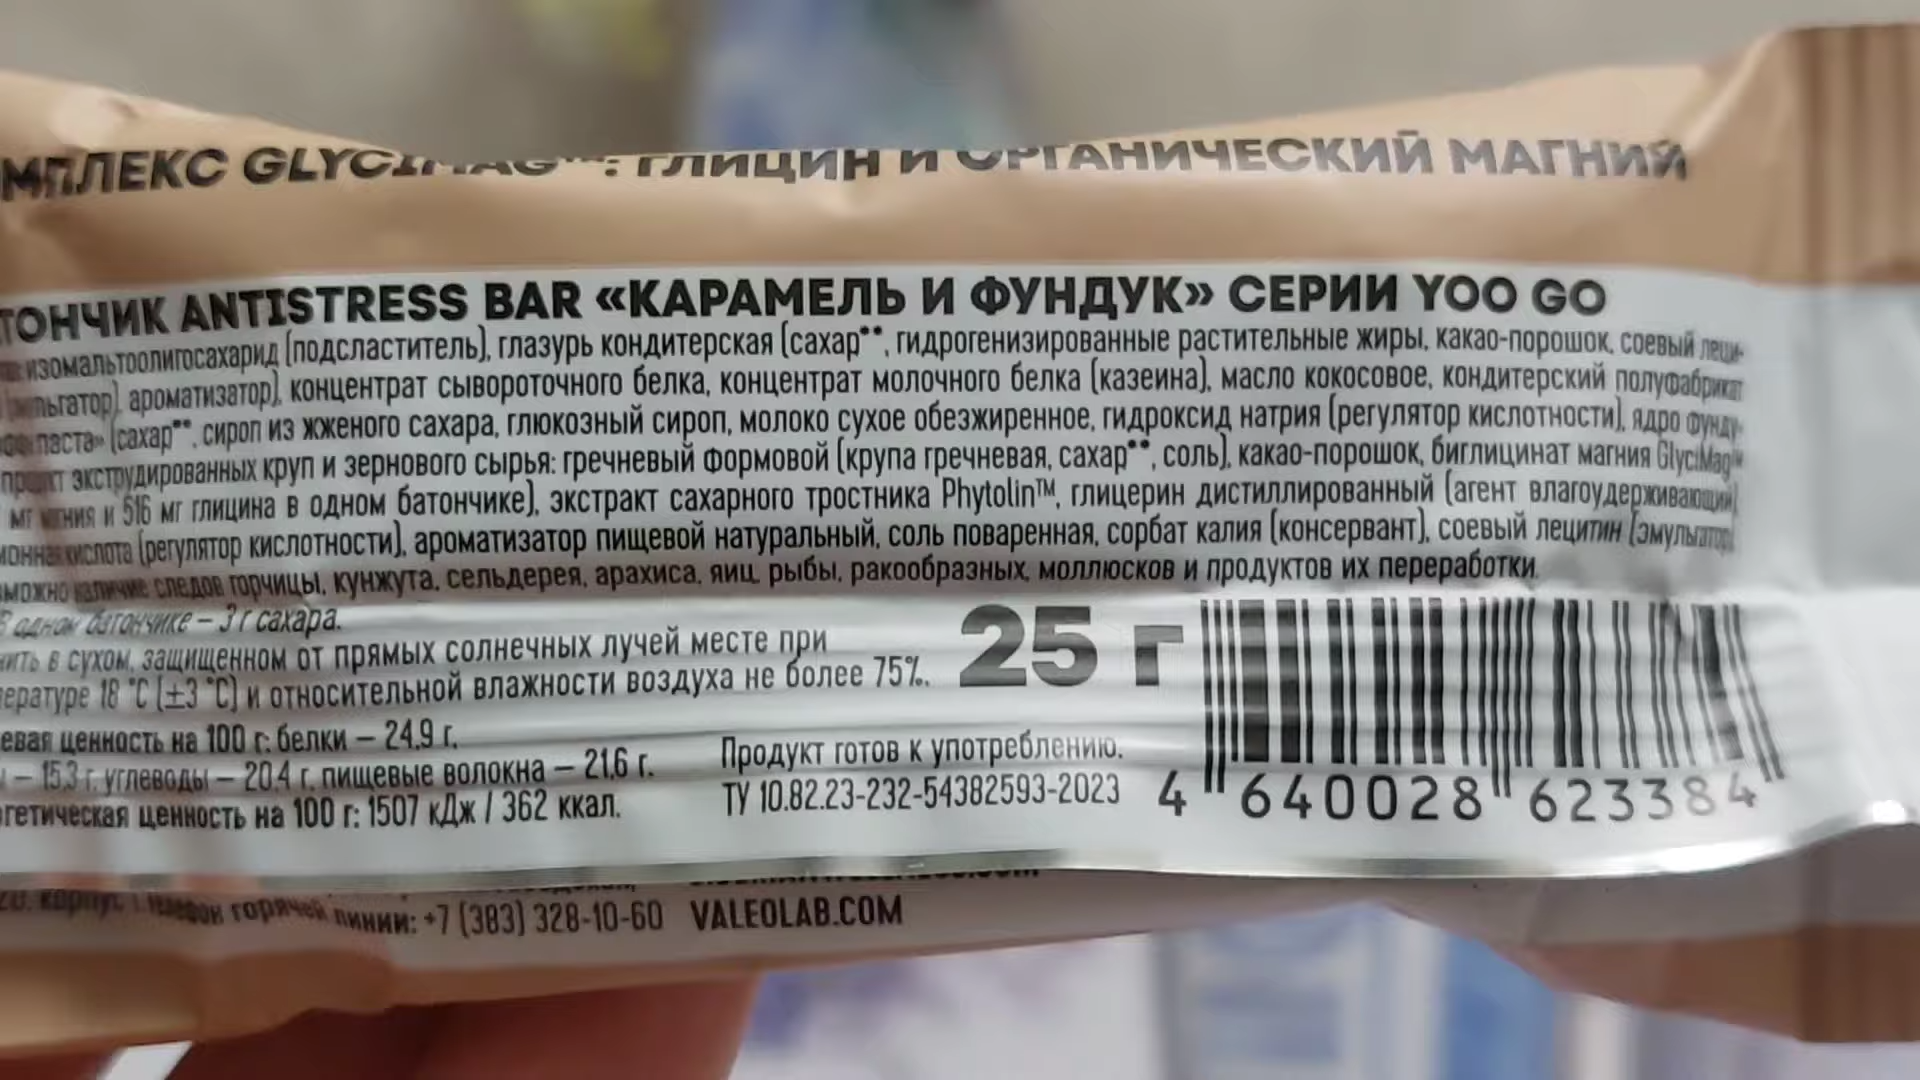 МПЛЕКС GLYCIMAG™: ГЛИЦИН И ОРГАНИЧЕСКИЙ МАГНИЙ
ТОНЧИК ANTISTRESS BAR «КАРАМЕЛЬ И ФУНДУК» СЕРИИ YOO GO
изомальтоолигосахарид (подсластитель), глазурь кондитерская (сахар**, гидрогенизированные растительные жиры, какао-порошок, соевый леци-
ароматизатор), концентрат сывороточного белка, концентрат молочного белка (казеина), масло кокосовое, кондитерский полуфабрикат
паста» (сахар**, сироп из жженого сахара, глюкозный сироп, молоко сухое обезжиренное, гидроксид натрия (регулятор кислотности), ядро фунду-
экструдированных круп и зернового сырья: гречневый формовой (крупа гречневая, сахар**, соль), какао-порошок, биглицинат магния GlyciMag™
и 516 мг глицина в одном батончике), экстракт сахарного тростника Phytolin™, глицерин дистиллированный (агент влагоудерживающий),
кислота (регулятор кислотности), ароматизатор пищевой натуральный, соль поваренная, сорбат калия (консервант), соевый лецитин (эмульгатор)
наличие следов горчицы, кунжута, сельдерея, арахиса, яиц, рыбы, ракообразных, моллюсков и продуктов их переработки.
В одном батончике – 3 г сахара.
нить в сухом, защищенном от прямых солнечных лучей месте при
пературе 18 °С (±3 °С) и относительной влажности воздуха не более 75%.
25 г
евая ценность на 100 г: белки – 24,9 г,
– 15,3 г, углеводы – 20,4 г, пищевые волокна – 21,6 г.
ргетическая ценность на 100 г: 1507 кДж / 362 ккал.
Продукт готов к употреблению.
ТУ 10.82.23-232-54382593-2023
4 640028 623384
корпус 1 Телефон горячей линии: +7 (383) 328-10-60 VALEOLAB.COM